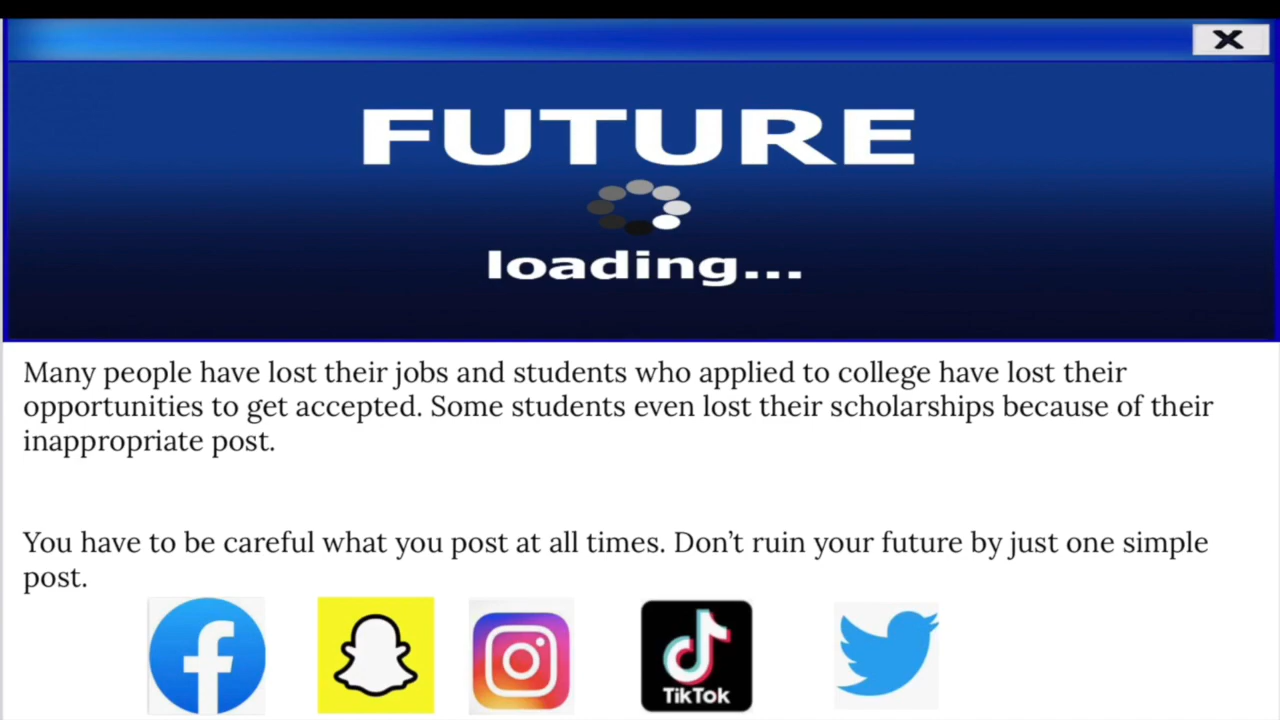 X
FUTURE
loading...
Many people have lost their jobs and students who applied to college have lost their
opportunities to get accepted. Some students even lost their scholarships because of their
inappropriate post.
You have to be careful what you post at all times. Don’t ruin your future by just one simple
post.
TikTok